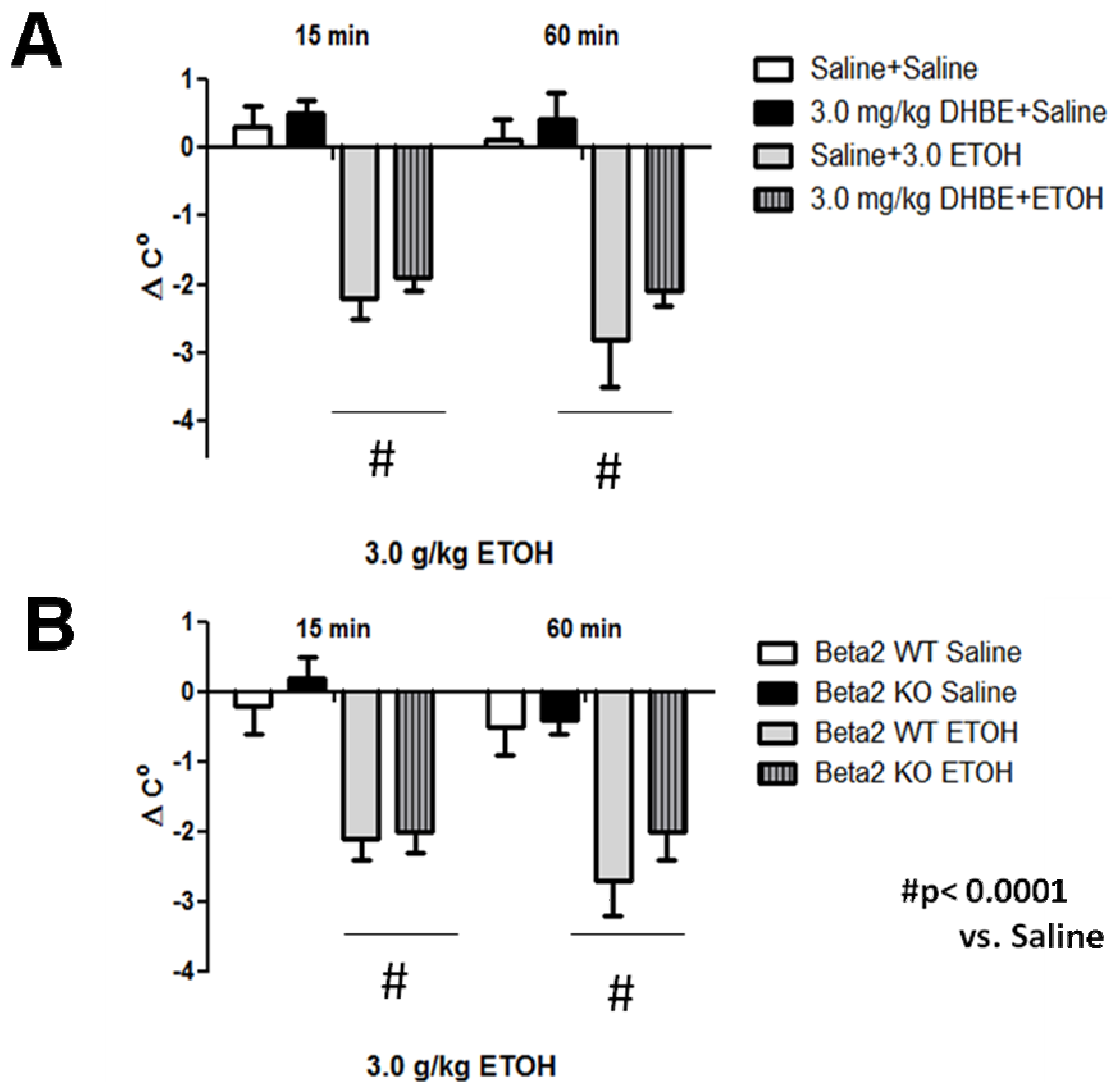 A
15 min 60 min
Saline+Saline
3.0 mg/kg DHBE+Saline
Saline+3.0 ETOH
3.0 mg/kg DHBE+ETOH
1
0
-1
-2
-3
-4
Δ Cº
# #
3.0 g/kg ETOH
B
15 min 60 min
Beta2 WT Saline
Beta2 KO Saline
Beta2 WT ETOH
Beta2 KO ETOH
1
0
-1
-2
-3
-4
Δ Cº
#p< 0.0001
vs. Saline
# #
3.0 g/kg ETOH